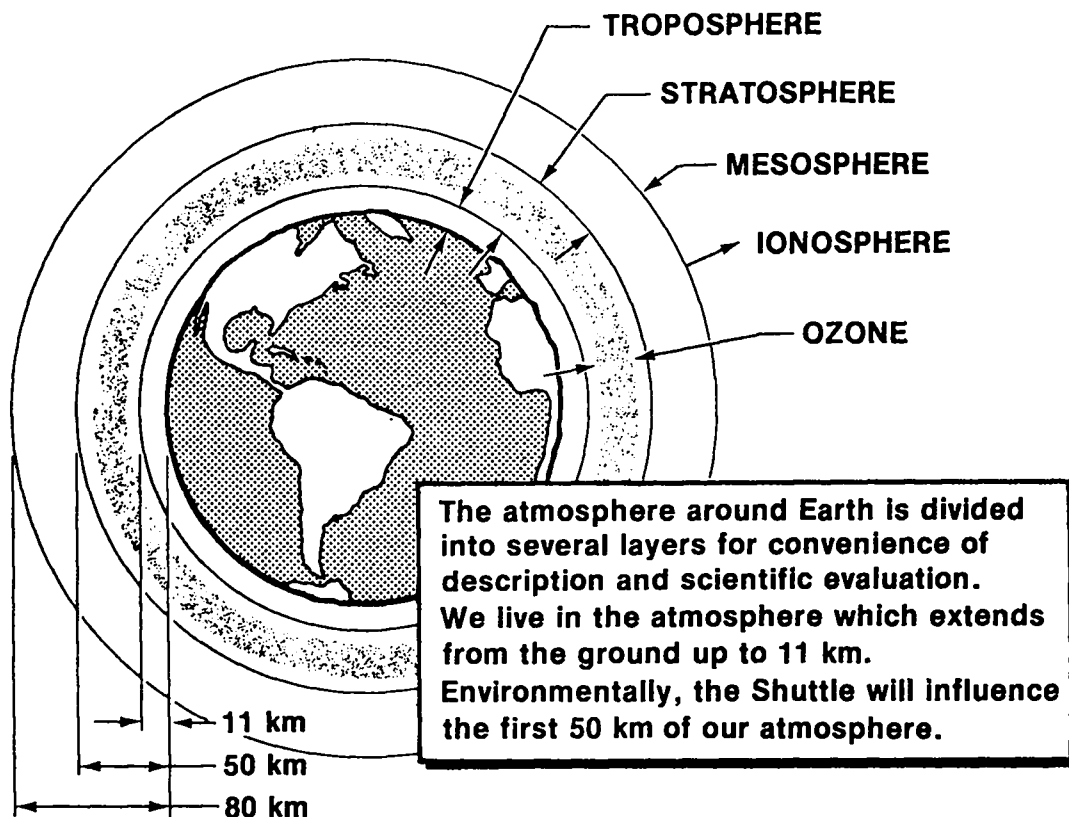 TROPOSPHERE
STRATOSPHERE
MESOSPHERE
IONOSPHERE
OZONE
The atmosphere around Earth is divided
into several layers for convenience of
description and scientific evaluation.
We live in the atmosphere which extends
from the ground up to 11 km.
Environmentally, the Shuttle will influence
the first 50 km of our atmosphere.
11 km
50 km
80 km